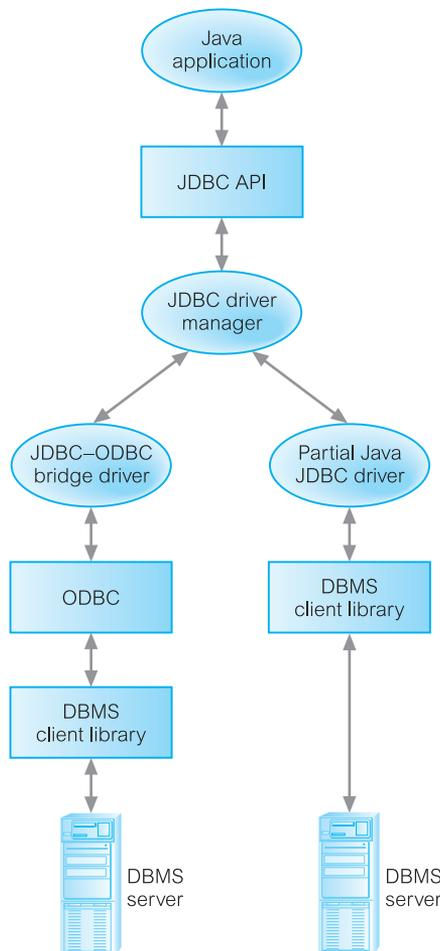 Java
application
JDBC API
JDBC driver
manager
JDBC–ODBC
bridge driver
Partial Java
JDBC driver
ODBC
DBMS
client library
DBMS
client library
DBMS
server
DBMS
server